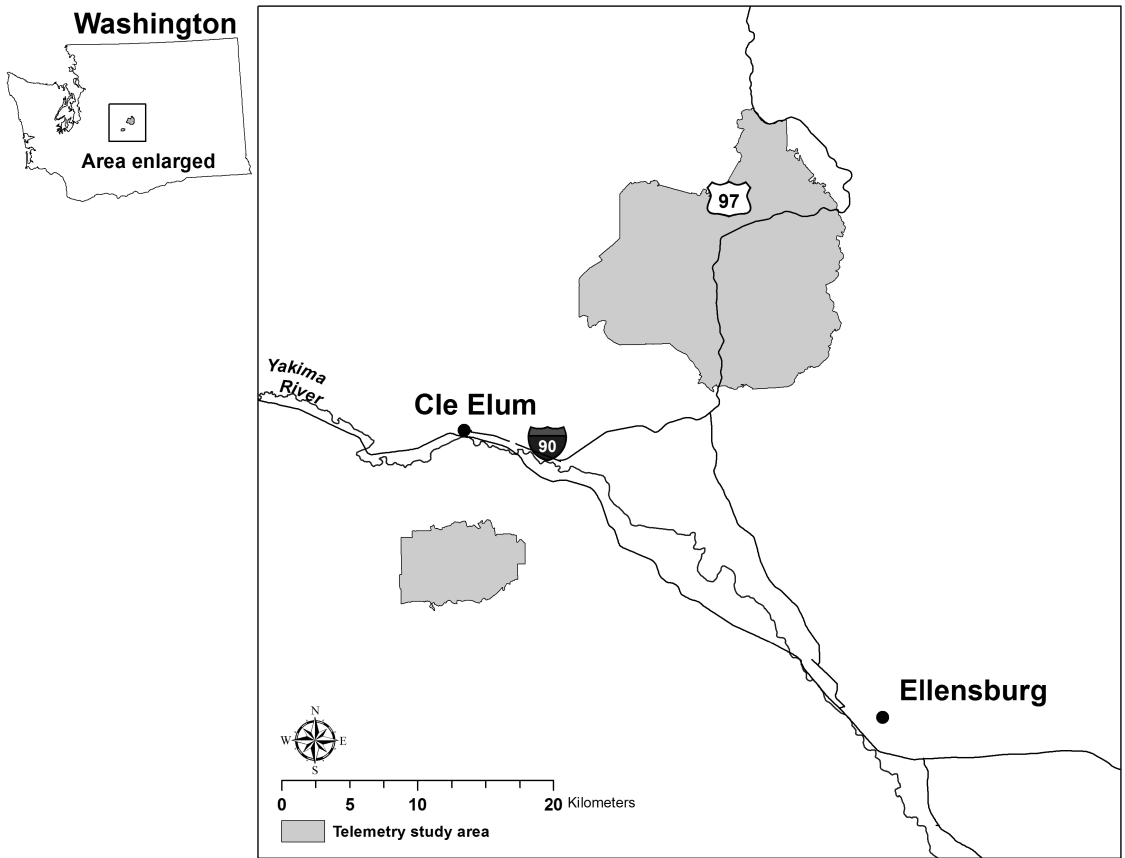 Washington
Area enlarged
97
Yakima
River
Cle Elum
90
Ellensburg
N
W E
S
0 5 10 20 Kilometers
Telemetry study area